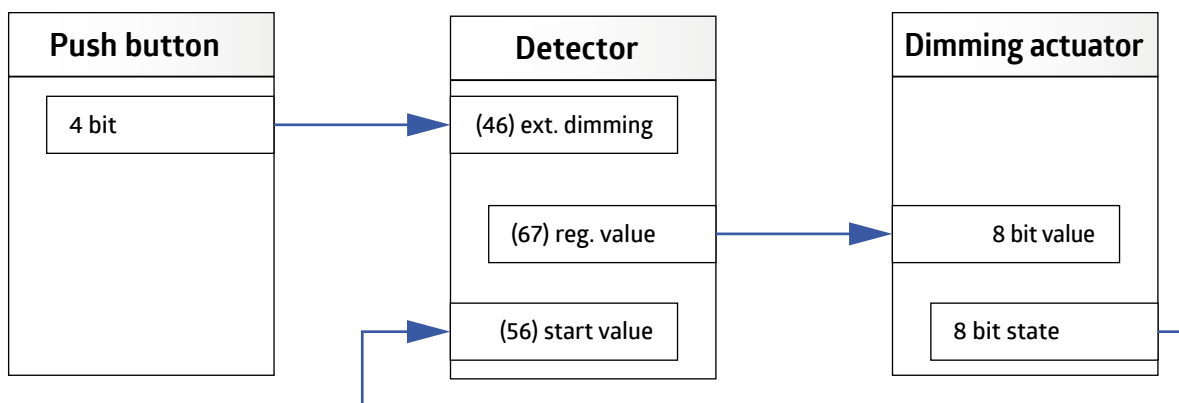 Push button
Detector
Dimming actuator
4 bit
(46) ext. dimming
(67) reg. value
8 bit value
(56) start value
8 bit state